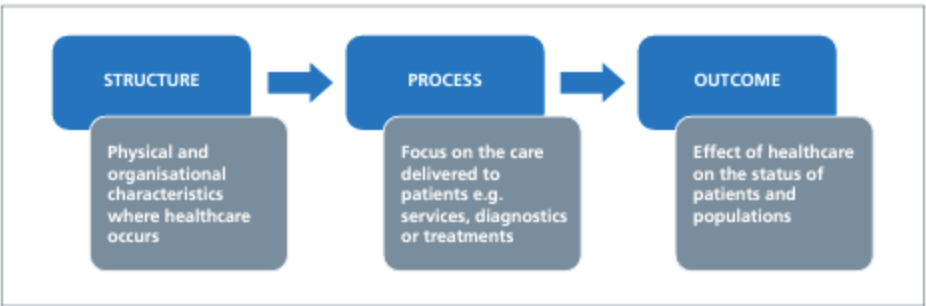 STRUCTURE
Physical and
organisational
characteristics
where healthcare
occurs
PROCESS
Focus on the care
delivered to
patients e.g.
services, diagnostics
or treatments
OUTCOME
Effect of healthcare
on the status of
patients and
populations